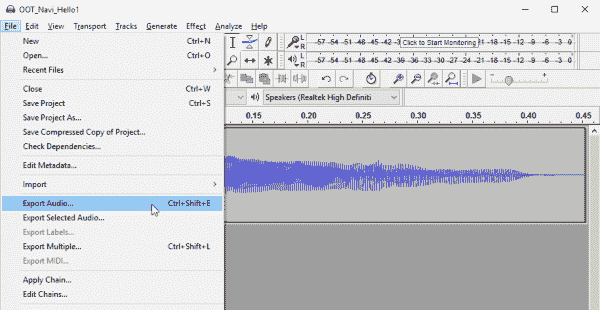 OOT_Navi_Hello1
File Edit View Transport Tracks Generate Effect Analyze Help
New Ctrl+N
Open... Ctrl+O
Recent Files
Close Ctrl+W
Save Project Ctrl+S
Save Project As...
Save Compressed Copy of Project...
Check Dependencies...
Edit Metadata...
Import
Export Audio... Ctrl+Shift+E
Export Selected Audio...
Export Labels...
Export Multiple... Ctrl+Shift+L
Export MIDI...
Apply Chain...
Edit Chains...
L R -57 -54 -51 -48 -45 -42 Click to Start Monitoring -21 -18 -15 -12 -9 -6 -3 0
L R -57 -54 -51 -48 -45 -42 -39 -36 -33 -30 -27 -24 -21 -18 -15 -12 -9 -6 -3 0
- +
Speakers (Realtek High Definiti
0.15 0.20 0.25 0.30 0.35 0.40 0.45